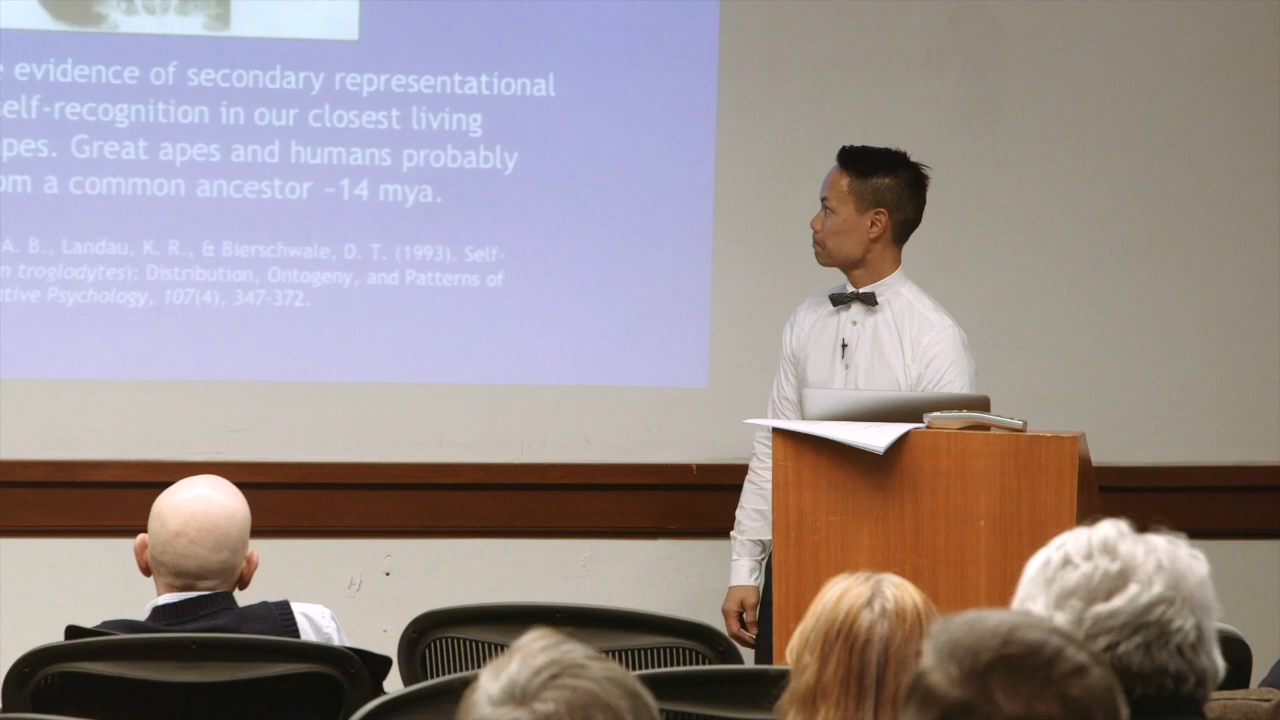 evidence of secondary representational
self-recognition in our closest living
pes. Great apes and humans probably
om a common ancestor ~14 mya.
A. B., Landau, K. R., & Bierschwale, D. T. (1993). Self-
n troglodytes): Distribution, Ontogeny, and Patterns of
ative Psychology, 107(4), 347-372.